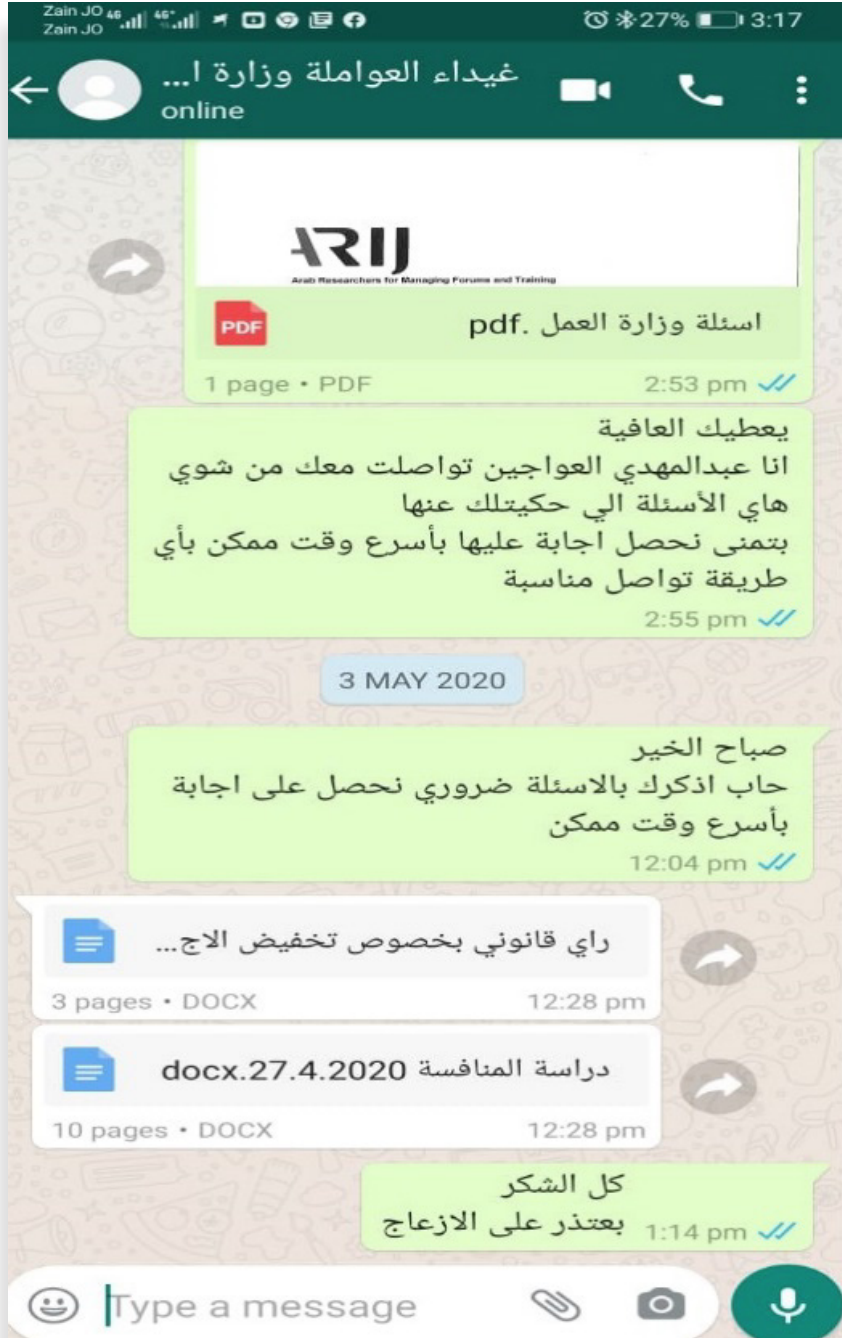 Zain JO 4G 4G+ 27% 3:17
Zain JO
غيداء العواملة وزارة ا...
online
ARIJ
Arab Researchers for Managing Forums and Training
PDF
اسئلة وزارة العمل .pdf
1 page • PDF 2:53 pm
يعطيك العافية
انا عبدالمهدي العواجين تواصلت معك من شوي
هاي الأسئلة الي حكيتلك عنها
بتمنى نحصل اجابة عليها بأسرع وقت ممكن بأي
طريقة تواصل مناسبة
2:55 pm
3 MAY 2020
صباح الخير
حاب اذكرك بالاسئلة ضروري نحصل على اجابة
بأسرع وقت ممكن
12:04 pm
راي قانوني بخصوص تخفيض الاج...
3 pages • DOCX 12:28 pm
دراسة المنافسة 27.4.2020.docx
10 pages • DOCX 12:28 pm
كل الشكر
بعتذر على الازعاج 1:14 pm
Type a message